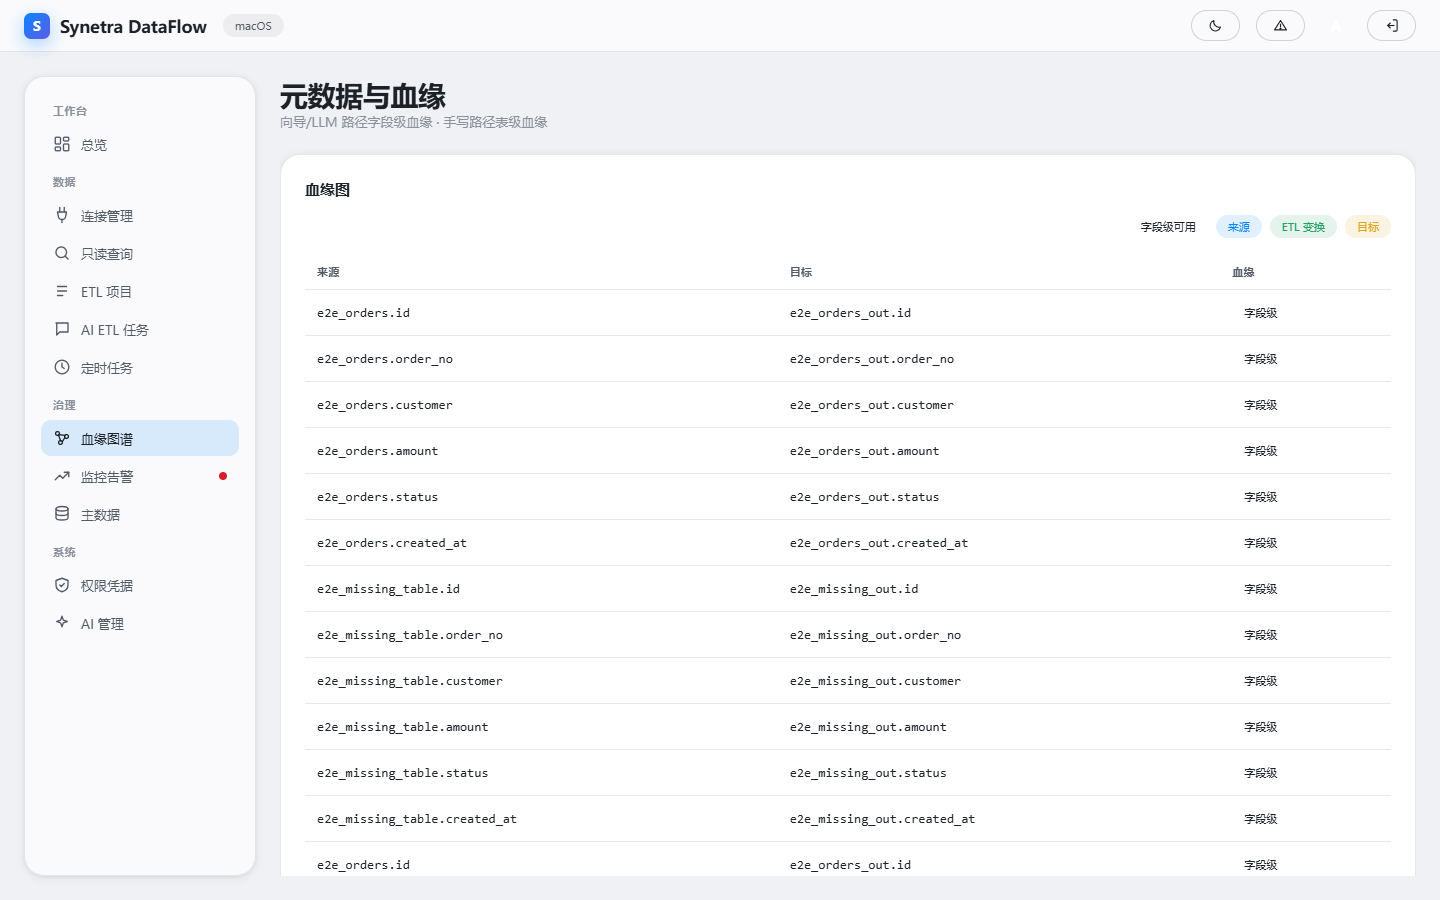 S Synetra DataFlow macOS
工作台
总览
数据
连接管理
只读查询
ETL 项目
AI ETL 任务
定时任务
治理
血缘图谱
监控告警
主数据
系统
权限凭据
AI 管理
元数据与血缘
向导/LLM 路径字段级血缘 · 手写路径表级血缘
血缘图
字段级可用 来源 ETL 变换 目标
来源 目标 血缘
e2e_orders.id e2e_orders_out.id 字段级
e2e_orders.order_no e2e_orders_out.order_no 字段级
e2e_orders.customer e2e_orders_out.customer 字段级
e2e_orders.amount e2e_orders_out.amount 字段级
e2e_orders.status e2e_orders_out.status 字段级
e2e_orders.created_at e2e_orders_out.created_at 字段级
e2e_missing_table.id e2e_missing_out.id 字段级
e2e_missing_table.order_no e2e_missing_out.order_no 字段级
e2e_missing_table.customer e2e_missing_out.customer 字段级
e2e_missing_table.amount e2e_missing_out.amount 字段级
e2e_missing_table.status e2e_missing_out.status 字段级
e2e_missing_table.created_at e2e_missing_out.created_at 字段级
e2e_orders.id e2e_orders_out.id 字段级